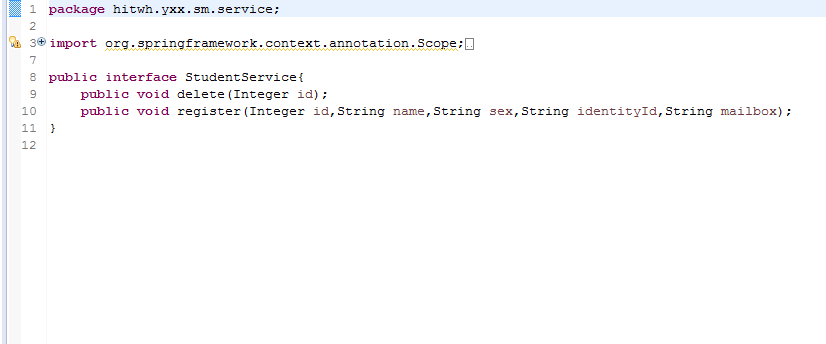 1 package hitwh.yxx.sm.service;
2
3 import org.springframework.context.annotation.Scope;
7
8 public interface StudentService{
9 public void delete(Integer id);
10 public void register(Integer id,String name,String sex,String identityId,String mailbox);
11 }
12